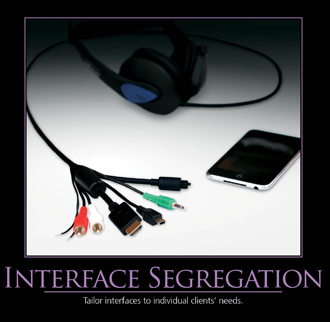 INTERFACE SEGREGATION
Tailor interfaces to individual clients' needs.